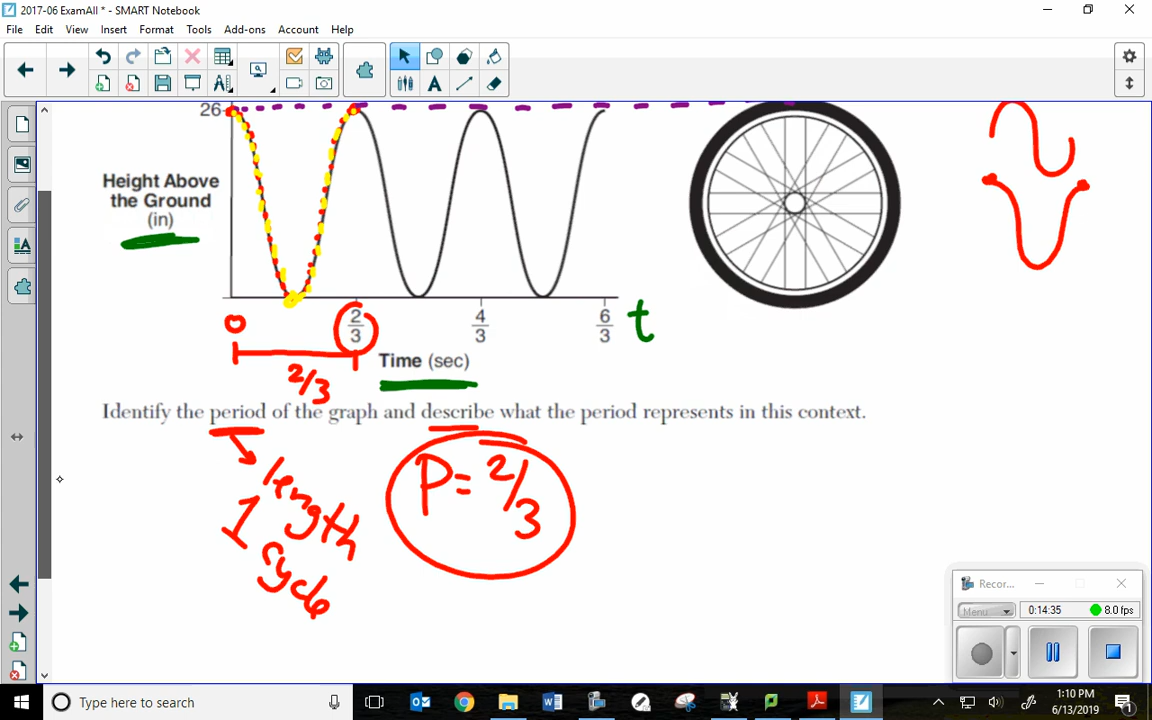 2017-06 ExamAll * - SMART Notebook
File Edit View Insert Format Tools Add-ons Account Help
26
Height Above
the Ground
(in)
0
2/3
4/3
6/3
t
2/3
Time (sec)
Identify the period of the graph and describe what the period represents in this context.
length
1 cycle
P = 2/3
Recor...
Menu
0:14:35
8.0 fps
Type here to search
1:10 PM
6/13/2019
1